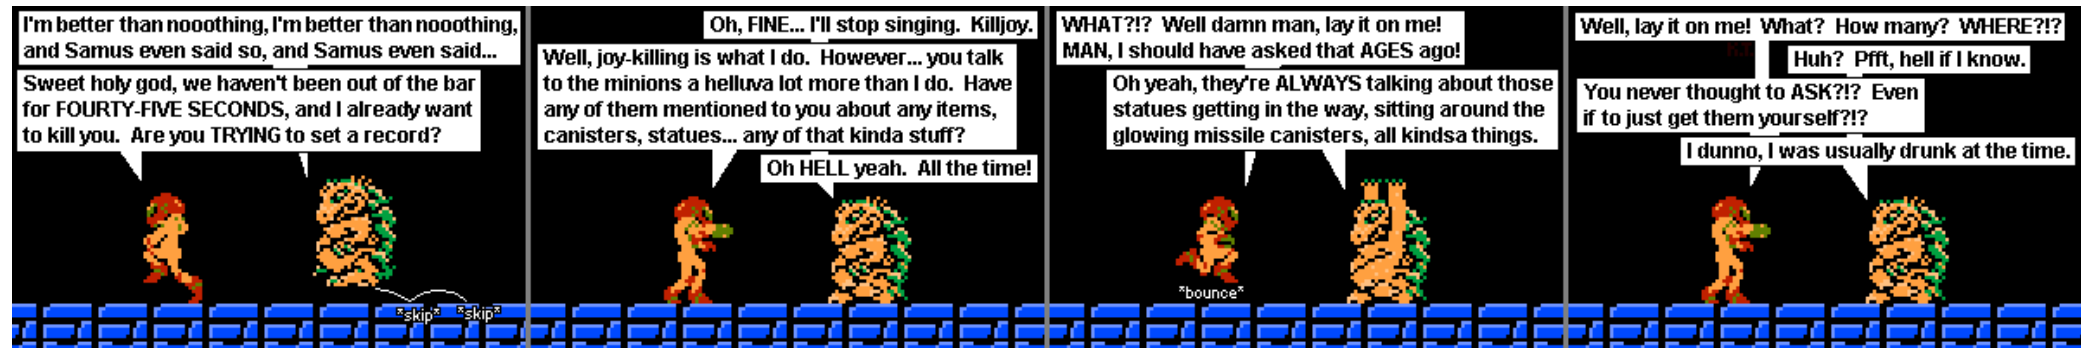 I'm better than nooothing, I'm better than nooothing,
and Samus even said so, and Samus even said...
Sweet holy god, we haven't been out of the bar
for FOURTY-FIVE SECONDS, and I already want
to kill you. Are you TRYING to set a record?
*skip* *skip*
Oh, FINE... I'll stop singing. Killjoy.
Well, joy-killing is what I do. However... you talk
to the minions a helluva lot more than I do. Have
any of them mentioned to you about any items,
canisters, statues... any of that kinda stuff?
Oh HELL yeah. All the time!
WHAT?!? Well damn man, lay it on me!
MAN, I should have asked that AGES ago!
Oh yeah, they're ALWAYS talking about those
statues getting in the way, sitting around the
glowing missile canisters, all kindsa things.
*bounce*
Well, lay it on me! What? How many? WHERE?!?
Huh? Pfft, hell if I know.
You never thought to ASK?!? Even
if to just get them yourself?!?
I dunno, I was usually drunk at the time.